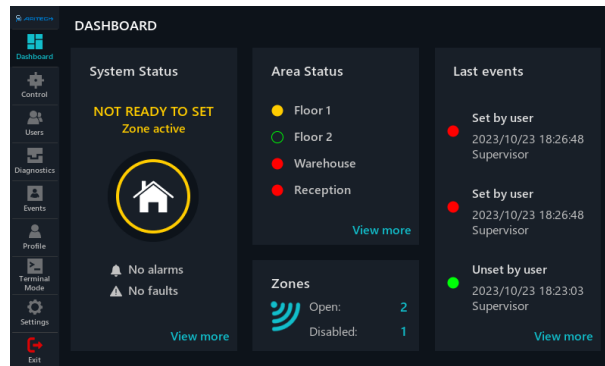 ARITECH
Dashboard
Control
Users
Diagnostics
Events
Profile
Terminal
Mode
Settings
Exit
DASHBOARD
System Status
NOT READY TO SET
Zone active
No alarms
No faults
View more
Area Status
Floor 1
Floor 2
Warehouse
Reception
View more
Zones
Open: 2
Disabled: 1
Last events
Set by user
2023/10/23 18:26:48
Supervisor
Set by user
2023/10/23 18:26:48
Supervisor
Unset by user
2023/10/23 18:23:03
Supervisor
View more